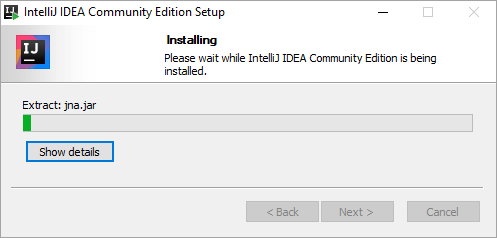 IntelliJ IDEA Community Edition Setup
IJ
Installing
Please wait while IntelliJ IDEA Community Edition is being
installed.
Extract: jna.jar
Show details
< Back
Next >
Cancel